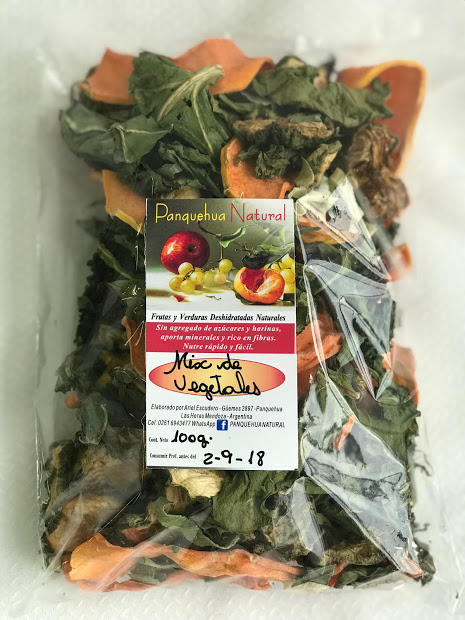 Panquehua Natural
Frutas y Verduras Deshidratadas Naturales
Sin agregado de azúcares y harinas,
aporta minerales y rico en fibras.
Nutre rápido y fácil.
Mix de
Vegetales
Elaborado por Ariel Escudero - Güemes 2697 - Panquehua
Las Heras Mendoza - Argentina
Cel. 0261 6943477 WhatsApp f PANQUEHUA NATURAL
Cont. Neto 100g.
Consumir Pref. antes del 2-9-18